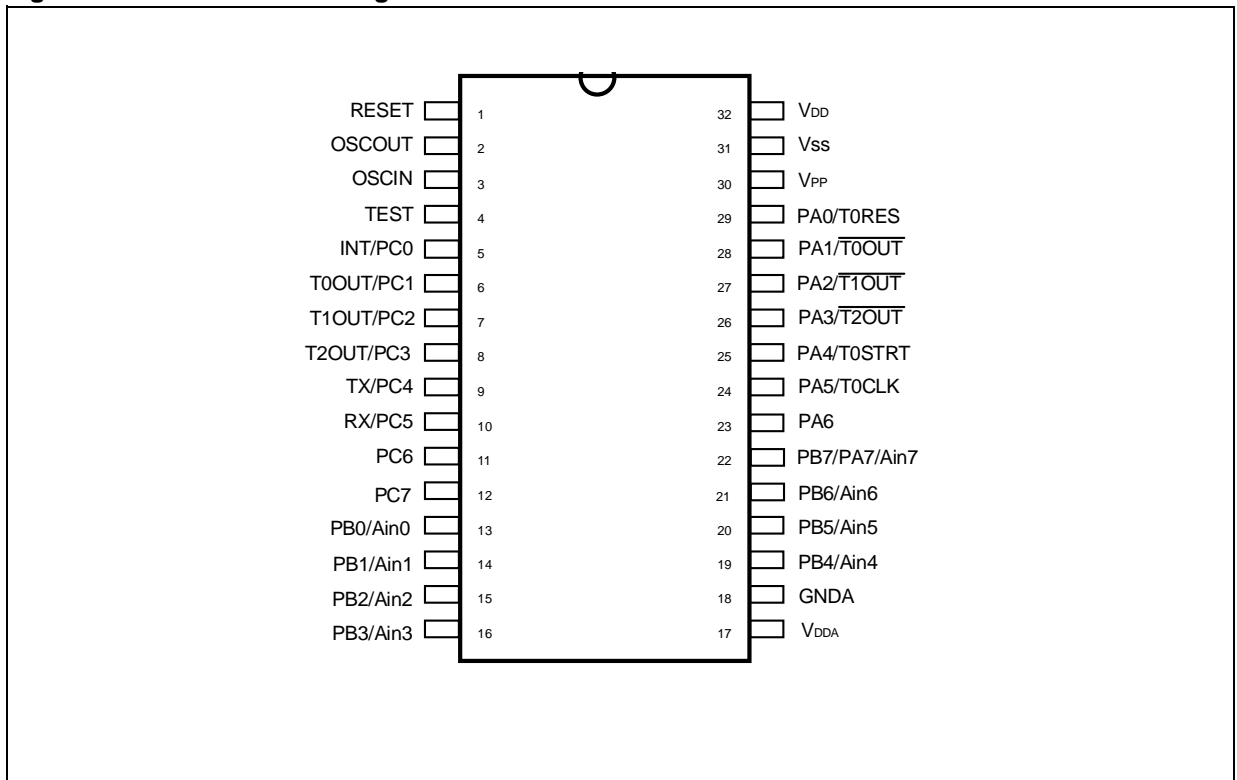 RESET 1 32 VDD
OSCOUT 2 31 Vss
OSCIN 3 30 VPP
TEST 4 29 PA0/T0RES
INT/PC0 5 28 PA1/T0OUT
T0OUT/PC1 6 27 PA2/T1OUT
T1OUT/PC2 7 26 PA3/T2OUT
T2OUT/PC3 8 25 PA4/T0STRT
TX/PC4 9 24 PA5/T0CLK
RX/PC5 10 23 PA6
PC6 11 22 PB7/PA7/Ain7
PC7 12 21 PB6/Ain6
PB0/Ain0 13 20 PB5/Ain5
PB1/Ain1 14 19 PB4/Ain4
PB2/Ain2 15 18 GNDA
PB3/Ain3 16 17 VDDA